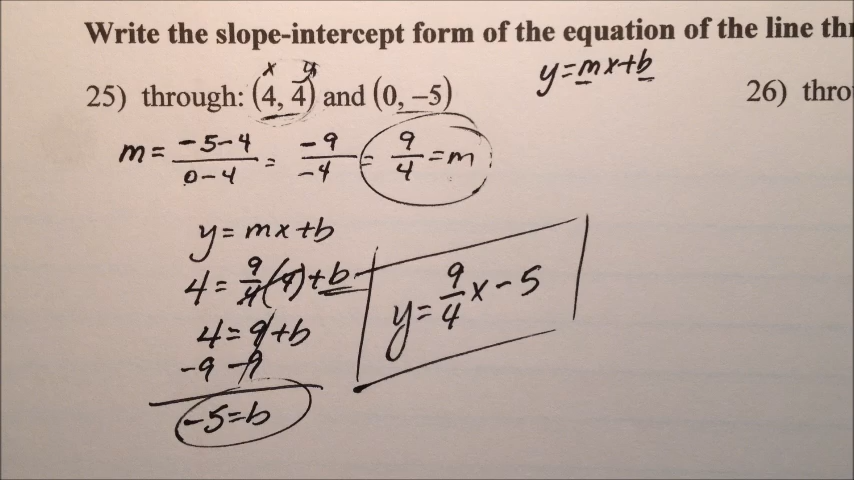 Write the slope-intercept form of the equation of the line thr
x y
y=mx+b
25) through: (4, 4) and (0, −5)
26) thro
m = −5−4/0−4 = −9/−4 = 9/4 = m
y = mx+b
4 = 9/4(4)+b
4 = 9+b
-9 -9
-5=b
y = 9/4 x − 5